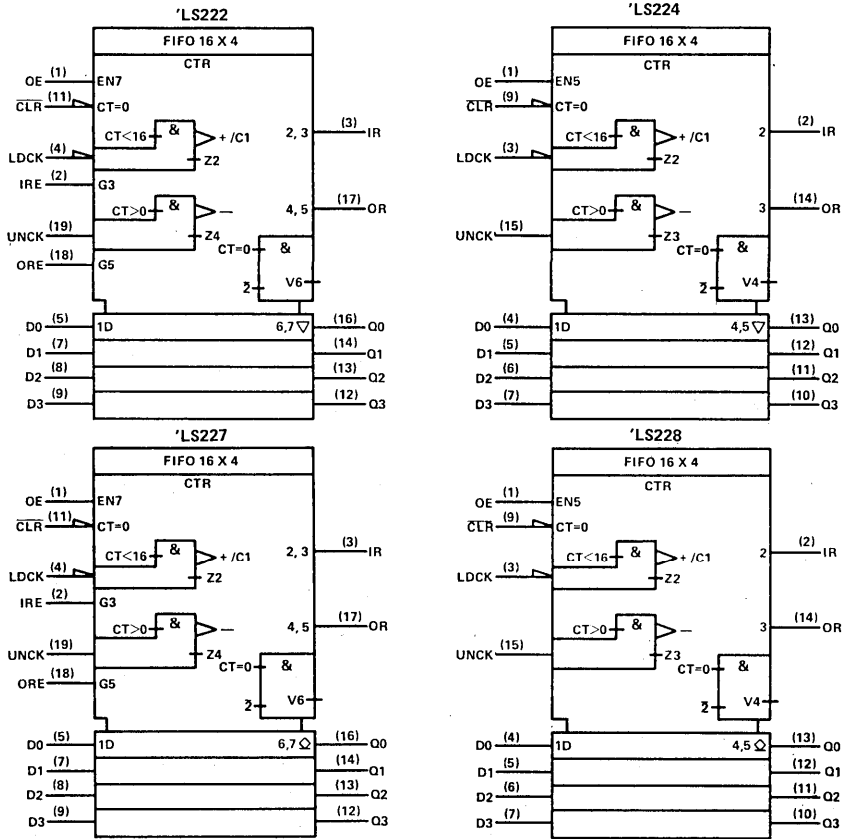 'LS222
FIFO 16 X 4
CTR
OE (1) EN7
CLR (11) CT=0
CT<16 & +/C1
2, 3 (3) IR
LDCK (4) Z2
IRE (2) G3
CT>0 & —
4, 5 (17) OR
UNCK (19) Z4
CT=0 &
ORE (18) G5
2 V6
D0 (5) 1D 6,7 ▽ (16) Q0
D1 (7) (14) Q1
D2 (8) (13) Q2
D3 (9) (12) Q3
'LS224
FIFO 16 X 4
CTR
OE (1) EN5
CLR (9) CT=0
CT<16 & +/C1
2 (2) IR
LDCK (3) Z2
CT>0 & —
3 (14) OR
UNCK (15) Z3
CT=0 &
2 V4
D0 (4) 1D 4,5 ▽ (13) Q0
D1 (5) (12) Q1
D2 (6) (11) Q2
D3 (7) (10) Q3
'LS227
FIFO 16 X 4
CTR
OE (1) EN7
CLR (11) CT=0
CT<16 & +/C1
2, 3 (3) IR
LDCK (4) Z2
IRE (2) G3
CT>0 & —
4, 5 (17) OR
UNCK (19) Z4
CT=0 &
ORE (18) G5
2 V6
D0 (5) 1D 6,7 ◇ (16) Q0
D1 (7) (14) Q1
D2 (8) (13) Q2
D3 (9) (12) Q3
'LS228
FIFO 16 X 4
CTR
OE (1) EN5
CLR (9) CT=0
CT<16 & +/C1
2 (2) IR
LDCK (3) Z2
CT>0 & —
3 (14) OR
UNCK (15) Z3
CT=0 &
2 V4
D0 (4) 1D 4,5 ◇ (13) Q0
D1 (5) (12) Q1
D2 (6) (11) Q2
D3 (7) (10) Q3